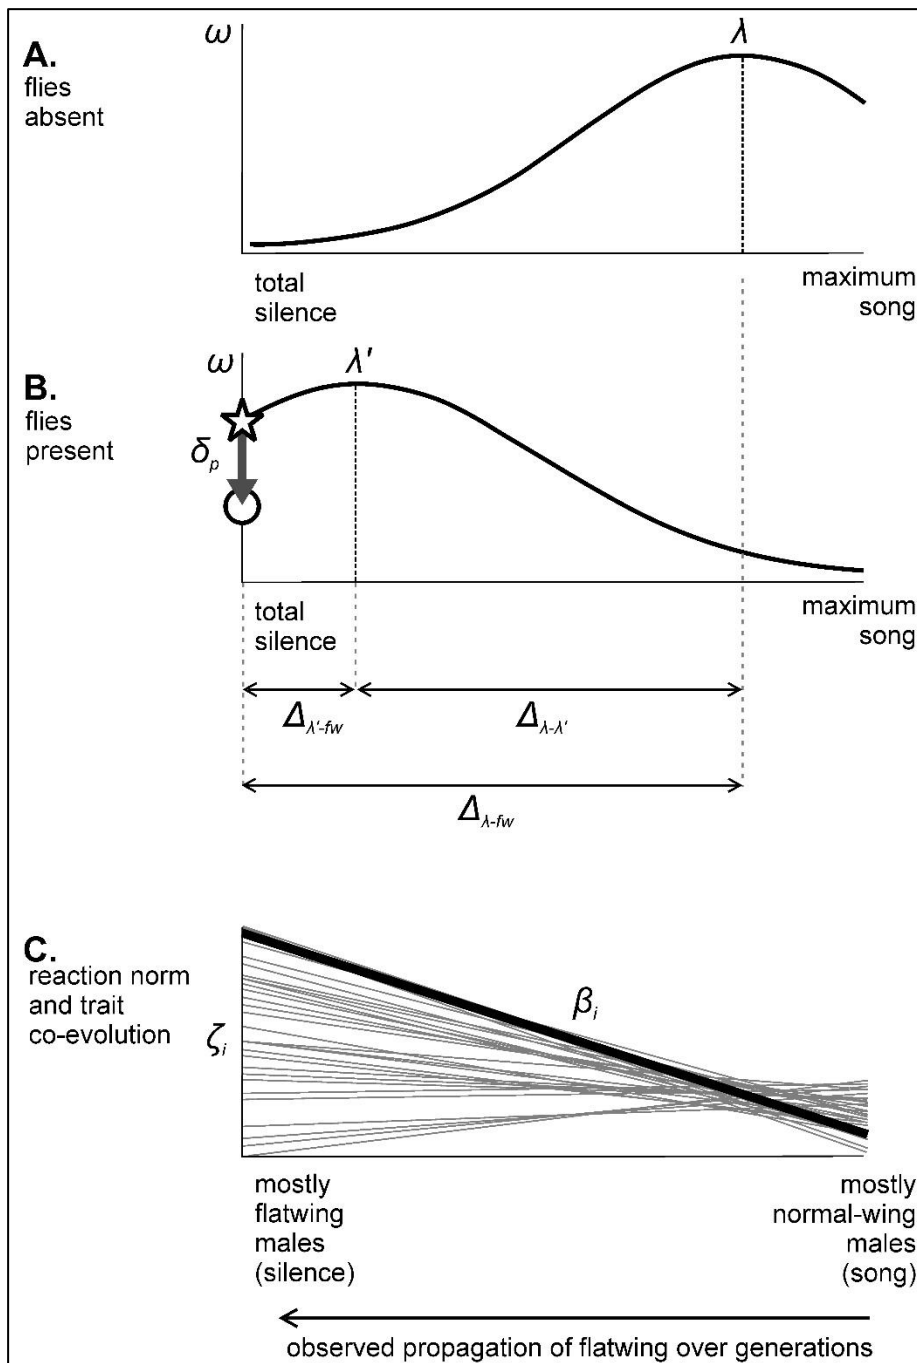 A.
flies
absent
ω
λ
total
silence
maximum
song
B.
flies
present
ω
λ'
δp
total
silence
maximum
song
Δλ'-fw
Δλ-λ'
Δλ-fw
C.
reaction norm
and trait
co-evolution
ζi
βi
mostly
flatwing
males
(silence)
mostly
normal-wing
males
(song)
observed propagation of flatwing over generations